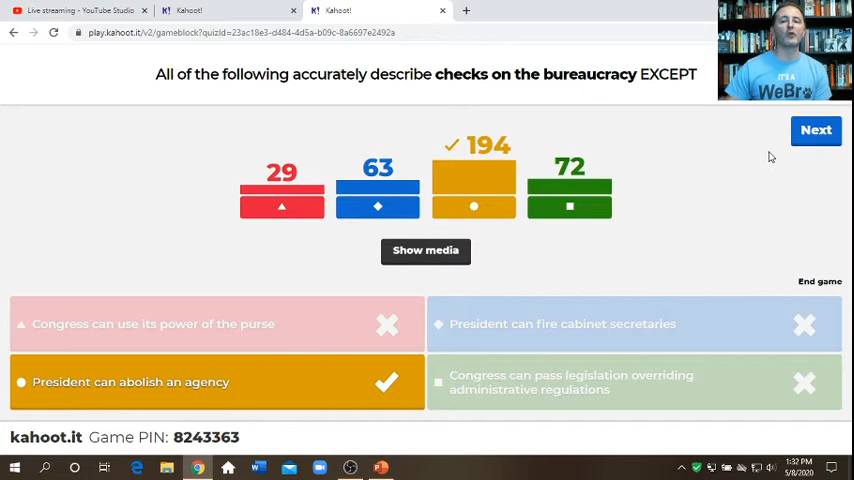 Live streaming - YouTube Studio
Kahoot!
Kahoot!
play.kahoot.it/v2/gameblock?quizId=23ac18e3-d484-4d5a-b09c-8a6697e2492a
All of the following accurately describe checks on the bureaucracy EXCEPT
IT'S A
WeBro
Next
29
63
194
72
Show media
End game
Congress can use its power of the purse
President can fire cabinet secretaries
President can abolish an agency
Congress can pass legislation overriding
administrative regulations
kahoot.it Game PIN: 8243363
1:32 PM
5/8/2020